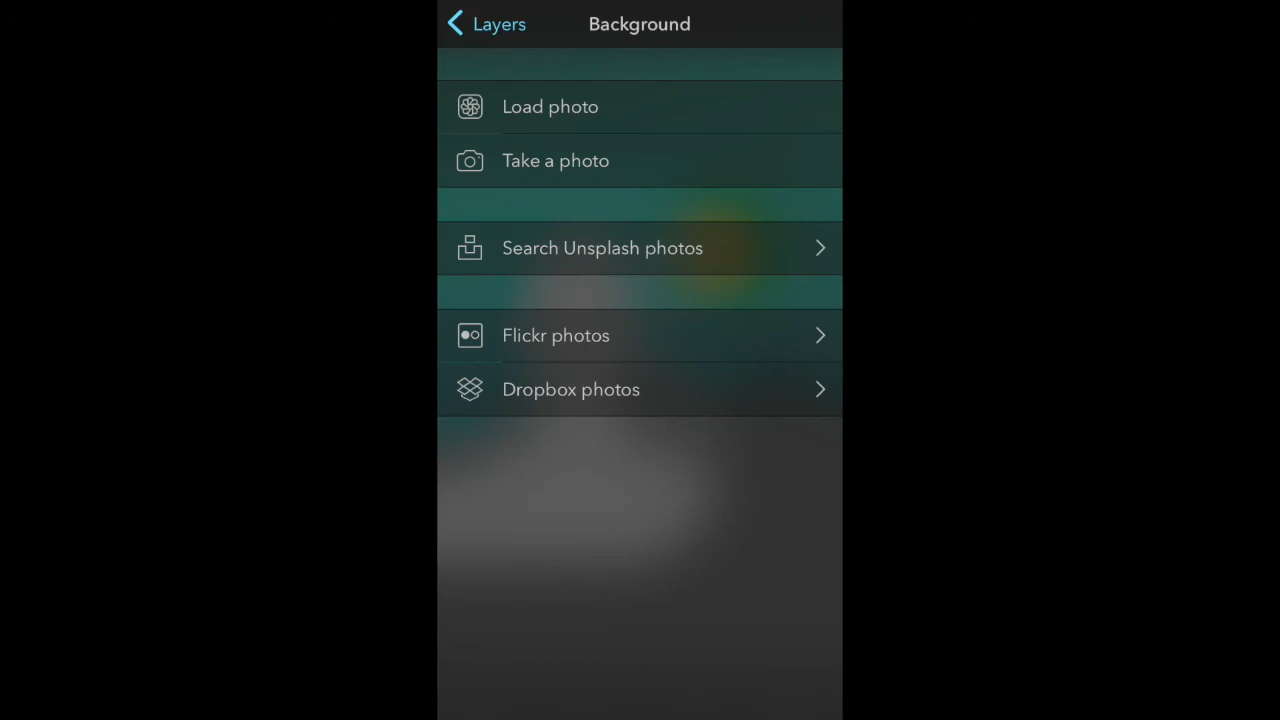 Layers
Background
Load photo
Take a photo
Search Unsplash photos
Flickr photos
Dropbox photos